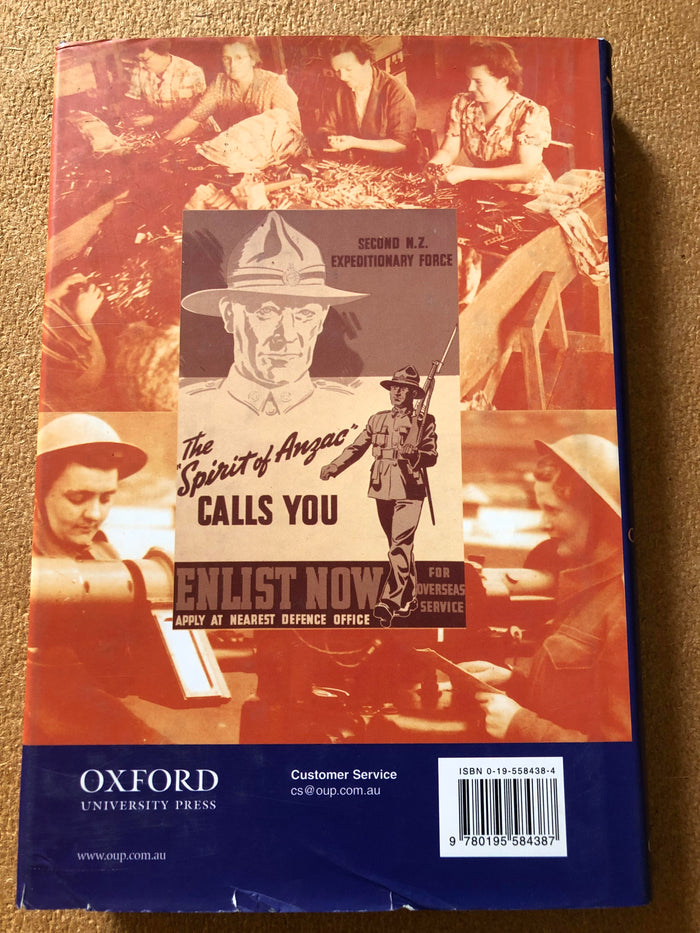 SECOND N.Z.
EXPEDITIONARY FORCE
The
"Spirit of Anzac"
CALLS YOU
ENLIST NOW
FOR
OVERSEAS
SERVICE
APPLY AT NEAREST DEFENCE OFFICE
OXFORD
UNIVERSITY PRESS
www.oup.com.au
Customer Service
cs@oup.com.au
ISBN 0-19-558438-4
9 780195 584387